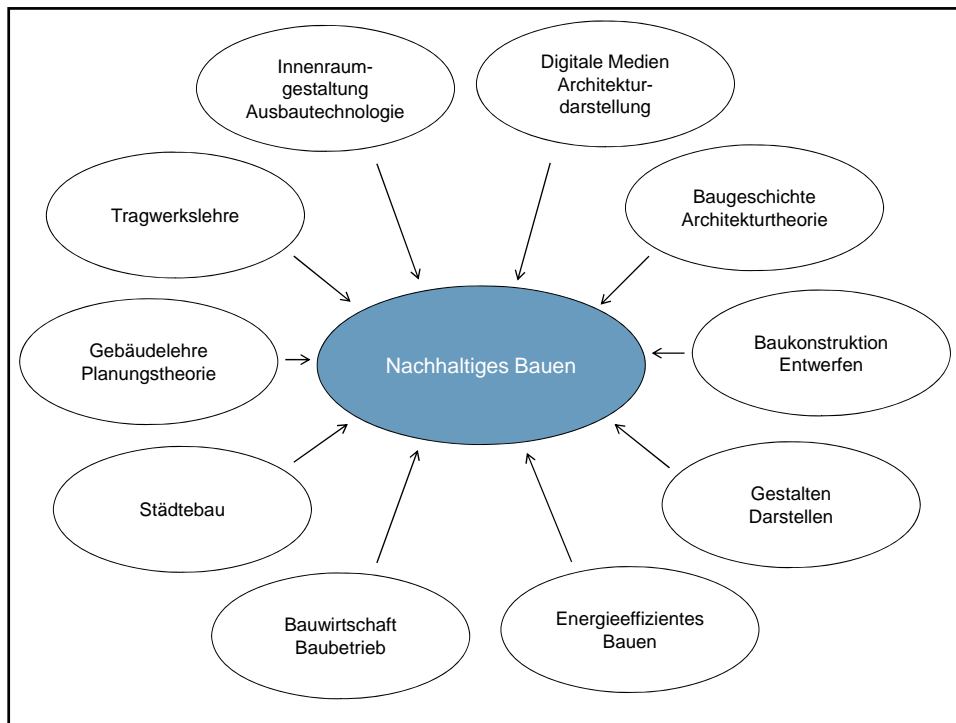 Innenraum-
gestaltung
Ausbautechnologie
Digitale Medien
Architektur-
darstellung
Tragwerkslehre
Baugeschichte
Architekturtheorie
Gebäudelehre
Planungstheorie
Nachhaltiges Bauen
Baukonstruktion
Entwerfen
Städtebau
Gestalten
Darstellen
Bauwirtschaft
Baubetrieb
Energieeffizientes
Bauen